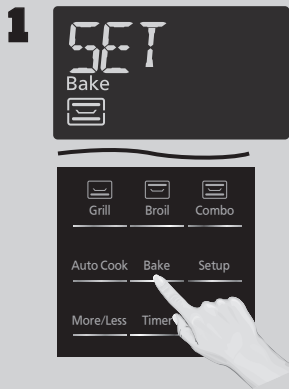 1
SET
Bake
Grill Broil Combo
Auto Cook Bake Setup
More/Less Timer